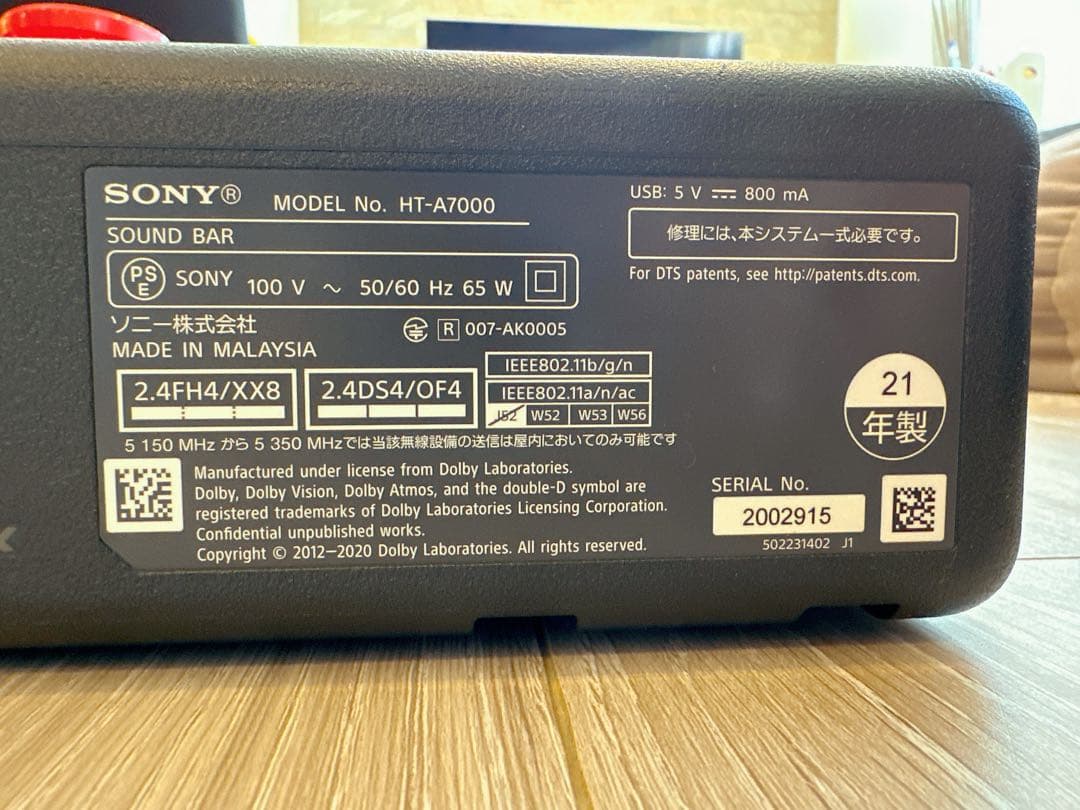 SONY®
MODEL No. HT-A7000
SOUND BAR
PS
E
SONY 100 V ～ 50/60 Hz 65 W
ソニー株式会社
R 007-AK0005
MADE IN MALAYSIA
2.4FH4/XX8
2.4DS4/OF4
IEEE802.11b/g/n
IEEE802.11a/n/ac
J52 W52 W53 W56
5 150 MHz から 5 350 MHzでは当該無線設備の送信は屋内においてのみ可能です
Manufactured under license from Dolby Laboratories.
Dolby, Dolby Vision, Dolby Atmos, and the double-D symbol are
registered trademarks of Dolby Laboratories Licensing Corporation.
Confidential unpublished works.
Copyright © 2012–2020 Dolby Laboratories. All rights reserved.
USB: 5 V ⎓ 800 mA
修理には、本システム一式必要です。
For DTS patents, see http://patents.dts.com.
21
年製
SERIAL No.
2002915
502231402 J1